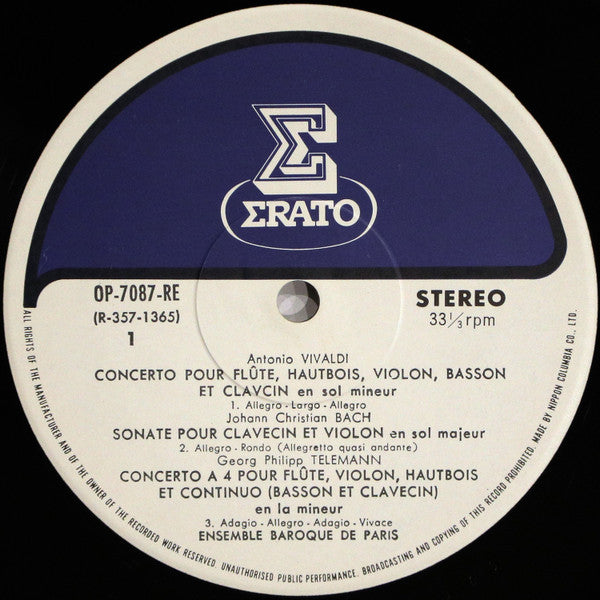 Σ
ΣRATO
OP-7087-RE
(R-357-1365)
1
STEREO
33 1/3 rpm
Antonio VIVALDI
CONCERTO POUR FLÛTE, HAUTBOIS, VIOLON, BASSON
ET CLAVCIN en sol mineur
1. Allegro - Largo - Allegro
Johann Christian BACH
SONATE POUR CLAVECIN ET VIOLON en sol majeur
2. Allegro - Rondo (Allegretto quasi andante)
Georg Philipp TELEMANN
CONCERTO A 4 POUR FLÛTE, VIOLON, HAUTBOIS
ET CONTINUO (BASSON ET CLAVECIN)
en la mineur
3. Adagio - Allegro - Adagio - Vivace
ENSEMBLE BAROQUE DE PARIS
ALL RIGHTS OF THE MANUFACTURER AND OF THE OWNER OF THE RECORDED WORK RESERVED. UNAUTHORISED PUBLIC PERFORMANCE. BROADCASTING AND COPYING OF THIS RECORD PROHIBITED. MADE BY NIPPON COLUMBIA CO., LTD.